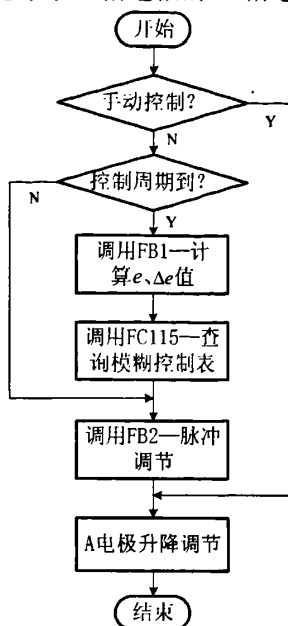 开始
手动控制?
Y
N
控制周期到?
N
Y
调用FB1—计
算e、Δe值
调用FC115—查
询模糊控制表
调用FB2—脉冲
调节
A电极升降调节
结束